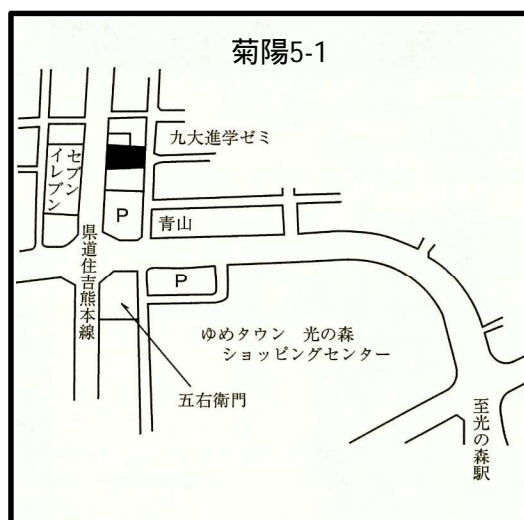 菊陽5-1
九大進学ゼミ
セブン
イレブン
P
青山
県道住吉熊本線
P
ゆめタウン 光の森
ショッピングセンター
五右衛門
至光の森駅